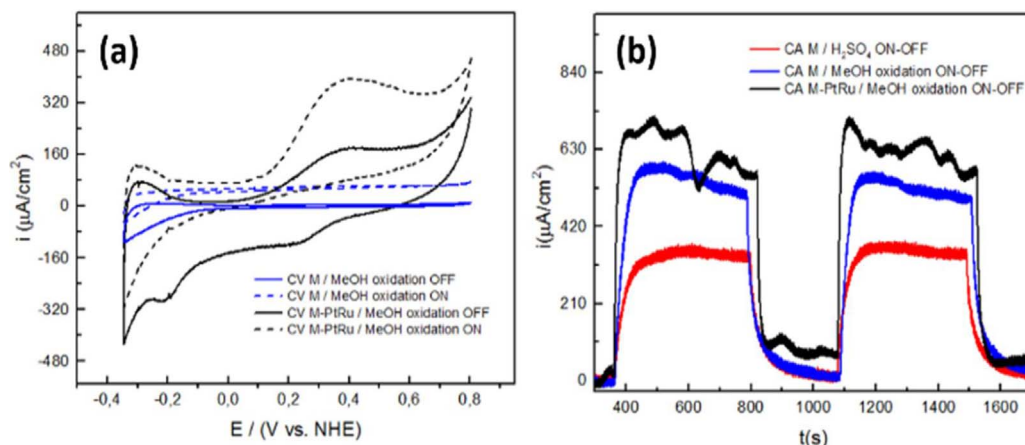 (a)
i (µA/cm²)
480
320
160
0
-160
-320
-480
CV M / MeOH oxidation OFF
CV M / MeOH oxidation ON
CV M-PtRu / MeOH oxidation OFF
CV M-PtRu / MeOH oxidation ON
-0,4 -0,2 0,0 0,2 0,4 0,6 0,8
E / (V vs. NHE)
(b)
CA M / H₂SO₄ ON-OFF
CA M / MeOH oxidation ON-OFF
CA M-PtRu / MeOH oxidation ON-OFF
i(µA/cm²)
840
630
420
210
0
400 600 800 1000 1200 1400 1600
t(s)